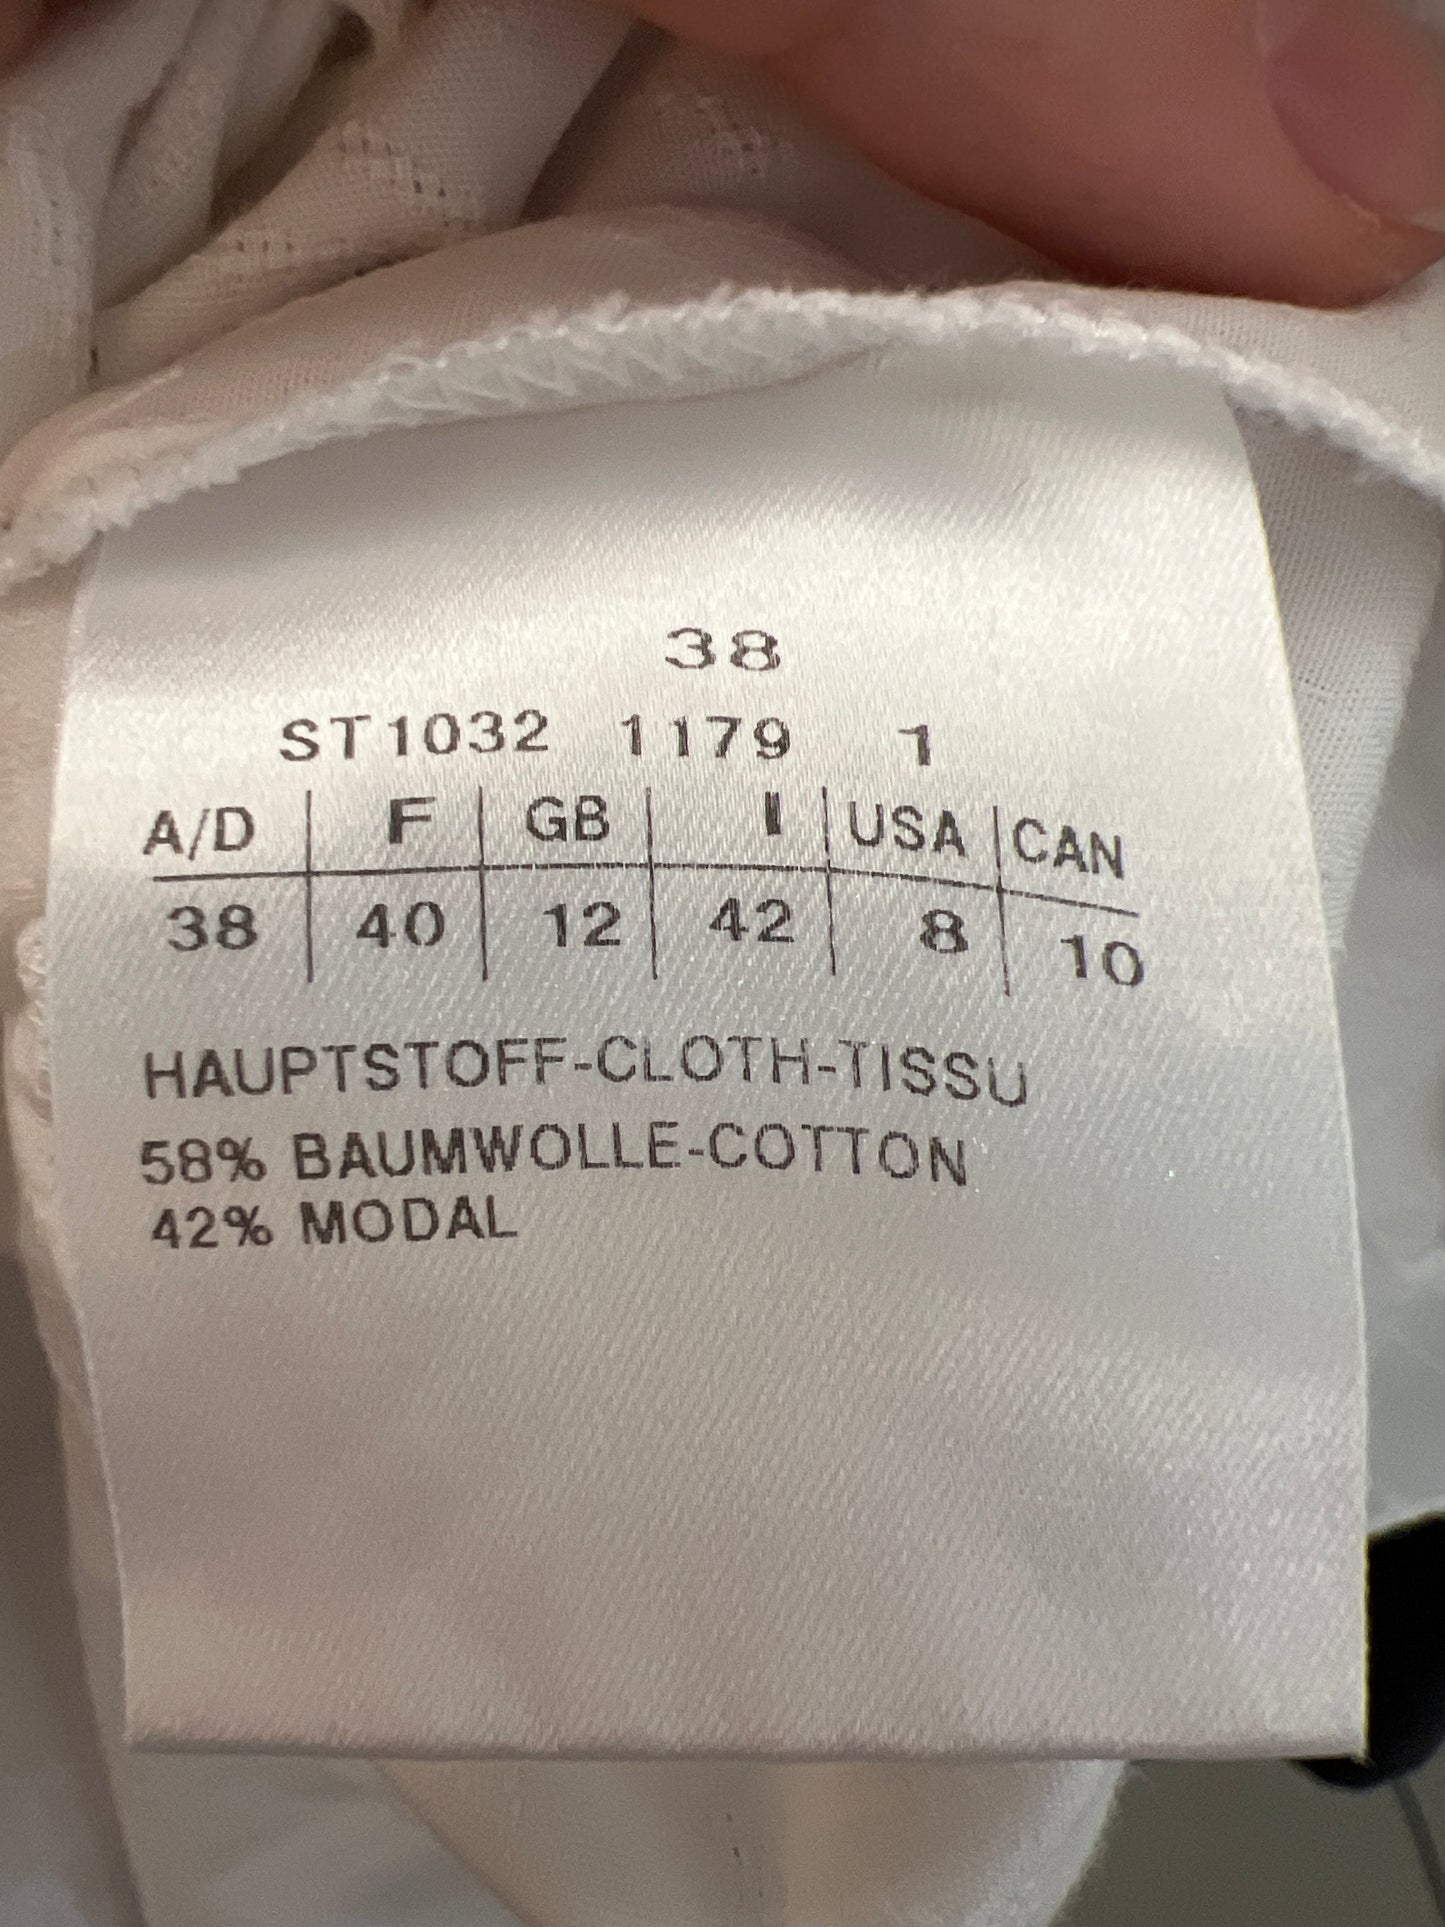 38
ST1032 1179 1
A/D F GB I USA CAN
38 40 12 42 8 10
HAUPTSTOFF-CLOTH-TISSU
58% BAUMWOLLE-COTTON
42% MODAL